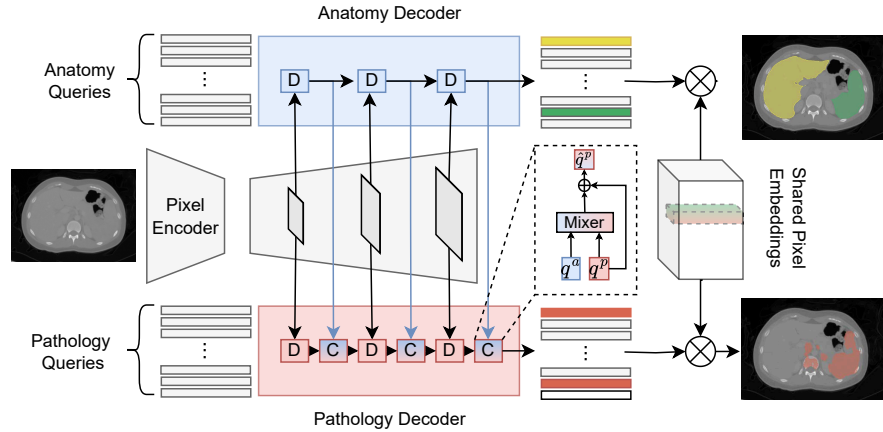 Anatomy Decoder
Anatomy
Queries
⋮
⋮
D
D
D
Pixel
Encoder
q̂^p
⊕
Mixer
q^a
q^p
Shared Pixel
Embeddings
Pathology
Queries
⋮
⋮
D
C
D
C
D
C
Pathology Decoder